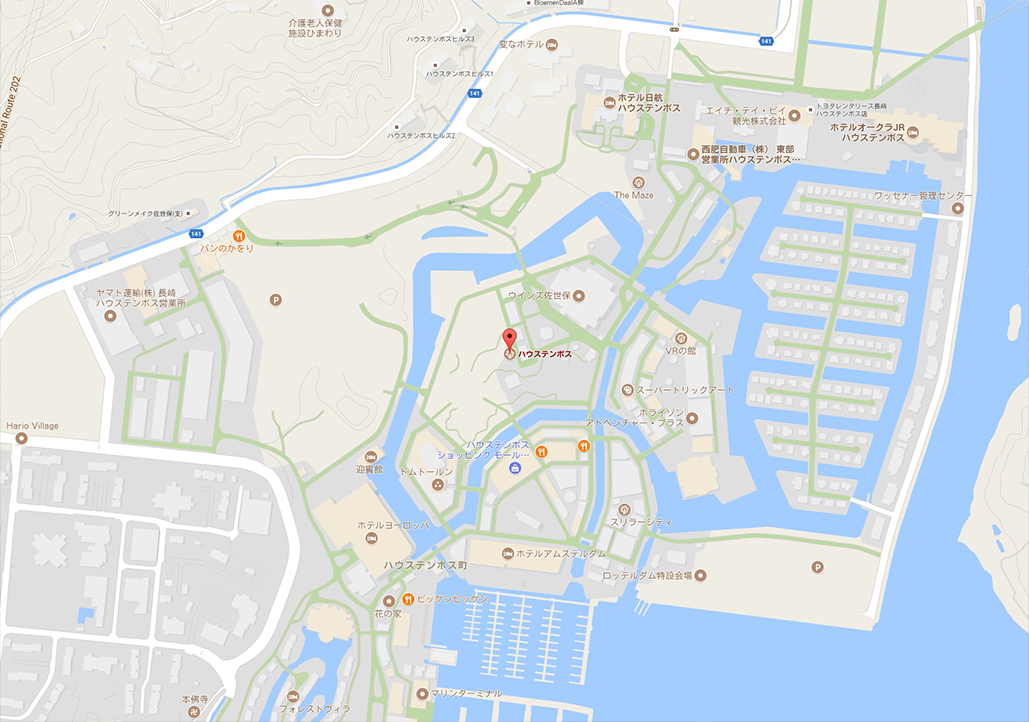 BloemenDaalA棟
介護老人保健
施設ひまわり
ハウステンボスヒルズ3
変なホテル
141
ハウステンボスヒルズ1
141
ional Route 202
ホテル日航
ハウステンボス
トヨタレンタリース長崎
ハウステンボス店
エイチ・テイ・ビイ
観光株式会社
ホテルオークラJR
ハウステンボス
ハウステンボスヒルズ2
西肥自動車（株） 東部
営業所ハウステンボス…
The Maze
ワッセナー管理センター
グリーンメイク佐世保(支)
141
パンのかをり
ヤマト運輸(株) 長崎
ハウステンボス営業所
P
ウインズ佐世保
ハウステンボス
VRの館
スーパートリックアート
ホライゾン
アドベンチャー・プラス
Hario Village
ハウステンボス
ショッピングモール…
迎賓館
トムトールン
スリラーシティ
ホテルヨーロッパ
ホテルアムステルダム
ハウステンボス町
ロッテルダム特設会場
P
ピッケンピッケン
花の家
マリンターミナル
本佛寺
フォレストヴィラ